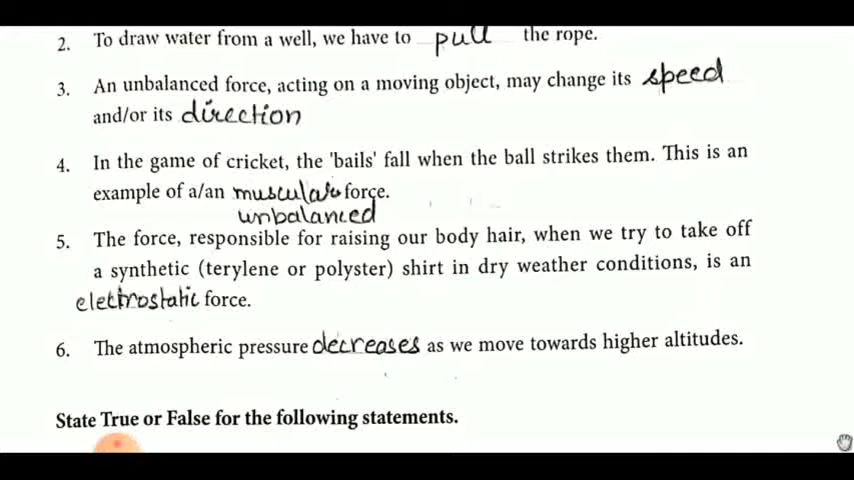 2. To draw water from a well, we have to pull the rope.
3. An unbalanced force, acting on a moving object, may change its speed
and/or its direction
4. In the game of cricket, the 'bails' fall when the ball strikes them. This is an
example of a/an muscular force.
unbalanced
5. The force, responsible for raising our body hair, when we try to take off
a synthetic (terylene or polyster) shirt in dry weather conditions, is an
electrostatic force.
6. The atmospheric pressure decreases as we move towards higher altitudes.
State True or False for the following statements.